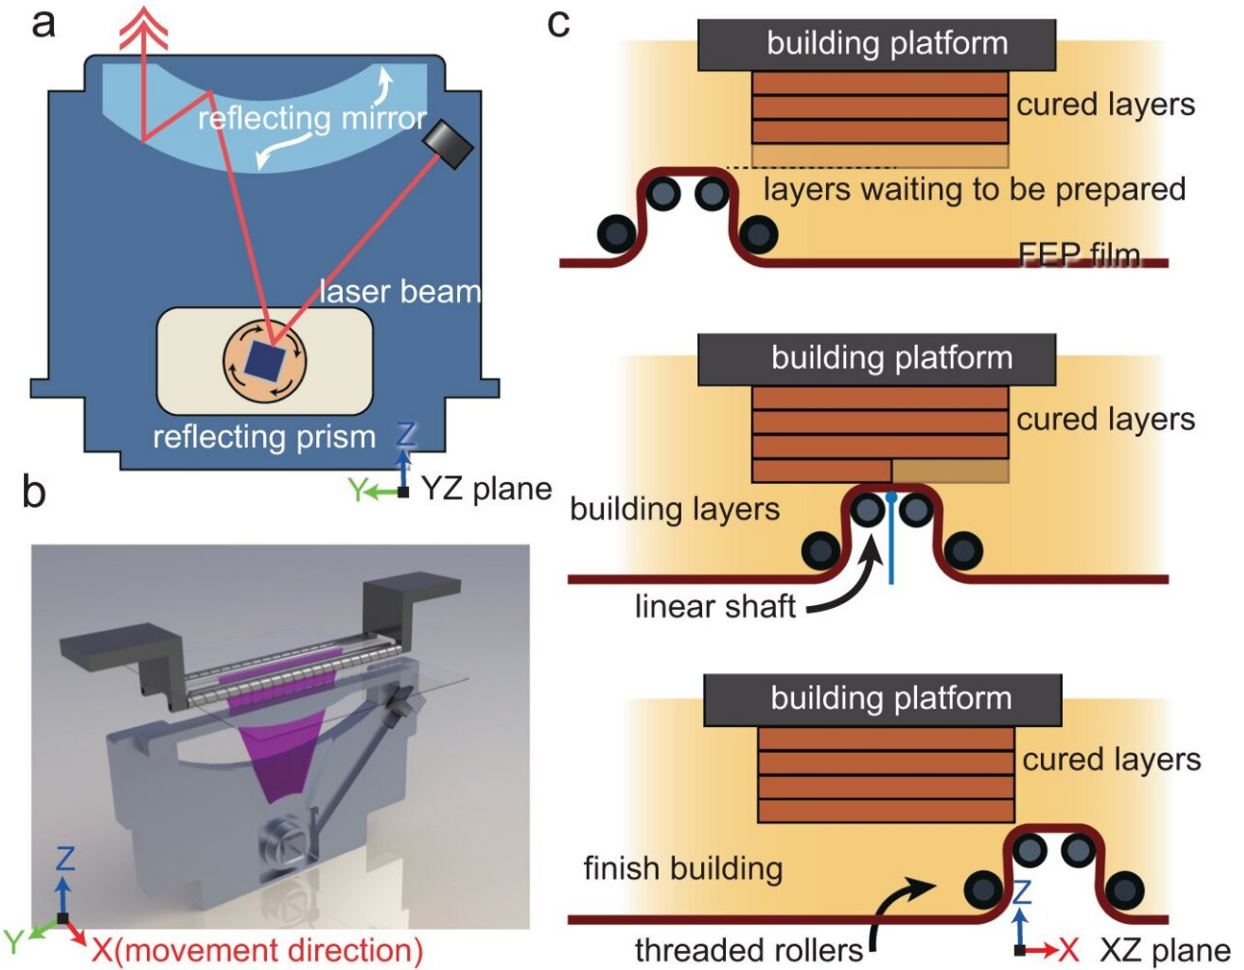 a
reflecting mirror
laser beam
reflecting prism
Z
Y
YZ plane
b
Z
Y
X(movement direction)
c
building platform
cured layers
layers waiting to be prepared
FEP film
building platform
cured layers
building layers
linear shaft
building platform
cured layers
finish building
threaded rollers
Z
X
XZ plane